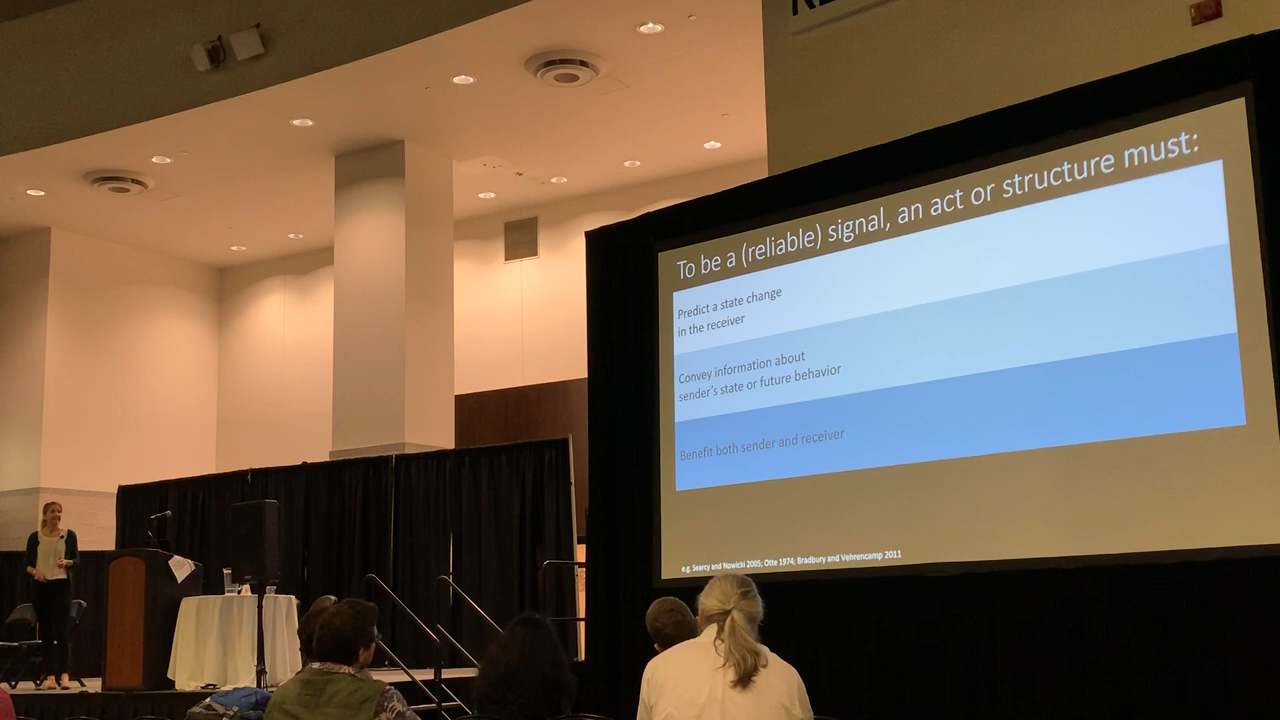 To be a (reliable) signal, an act or structure must:
Predict a state change
in the receiver
Convey information about
sender's state or future behavior
Benefit both sender and receiver
e.g. Searcy and Nowicki 2005; Otte 1974; Bradbury and Vehrencamp 2011